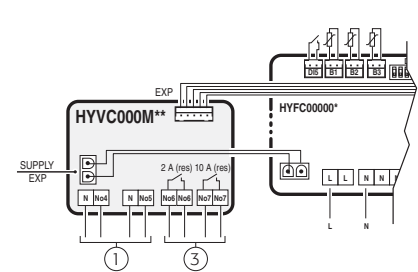 DI5 B1 B2 B3
EXP
HYVC000M**
HYFC00000*
SUPPLY
EXP
2 A (res) 10 A (res)
L L N N
N No4 N No5 No6 No6 No7 No7
L N
1 3